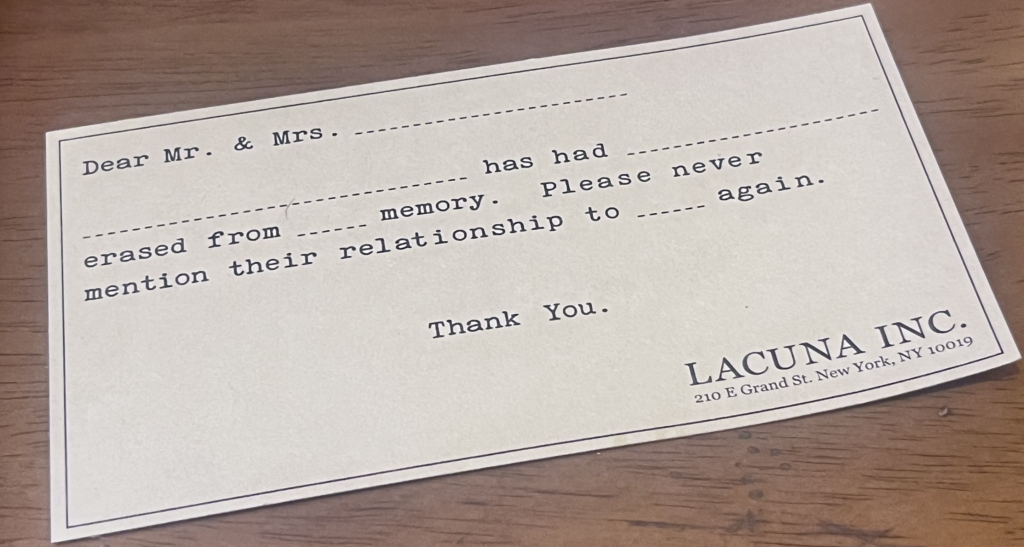 Dear Mr. & Mrs. -------------------------
----------------------------------- has had -----------------------
erased from ------ memory. Please never
mention their relationship to ------ again.
Thank You.
LACUNA INC.
210 E Grand St. New York, NY 10019